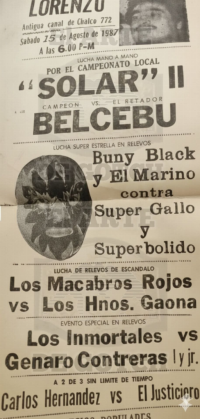 LORENZO
Antigua canal de Chalco 772
Sabado 15 de Agosto de 1987
A las 6.00 P-M
LUCHA MANO A MANO
POR EL CAMPEONATO LOCAL
"SOLAR" II
CAMPEÓN VS. EL RETADOR
BELCEBU
LUCHA SUPER ESTRELLA EN RELEVOS
Buny Black
y El Marino
contra
Super Gallo
y
Superbolido
LUCHA DE RELEVOS DE ESCANDALO
Los Macabros Rojos
vs Los Hnos. Gaona
EVENTO ESPECIAL EN RELEVOS
Los Inmortales vs
Genaro Contreras I y jr.
A 2 DE 3 SIN LIMITE DE TIEMPO
Carlos Hernandez vs El Justiciero
POPULARES